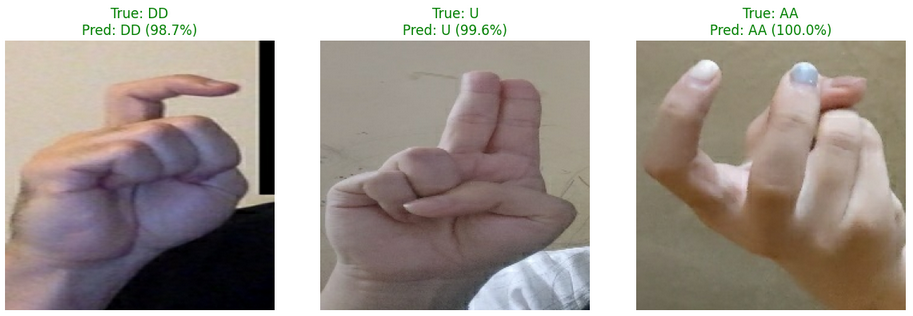 True: DD
Pred: DD (98.7%)
True: U
Pred: U (99.6%)
True: AA
Pred: AA (100.0%)